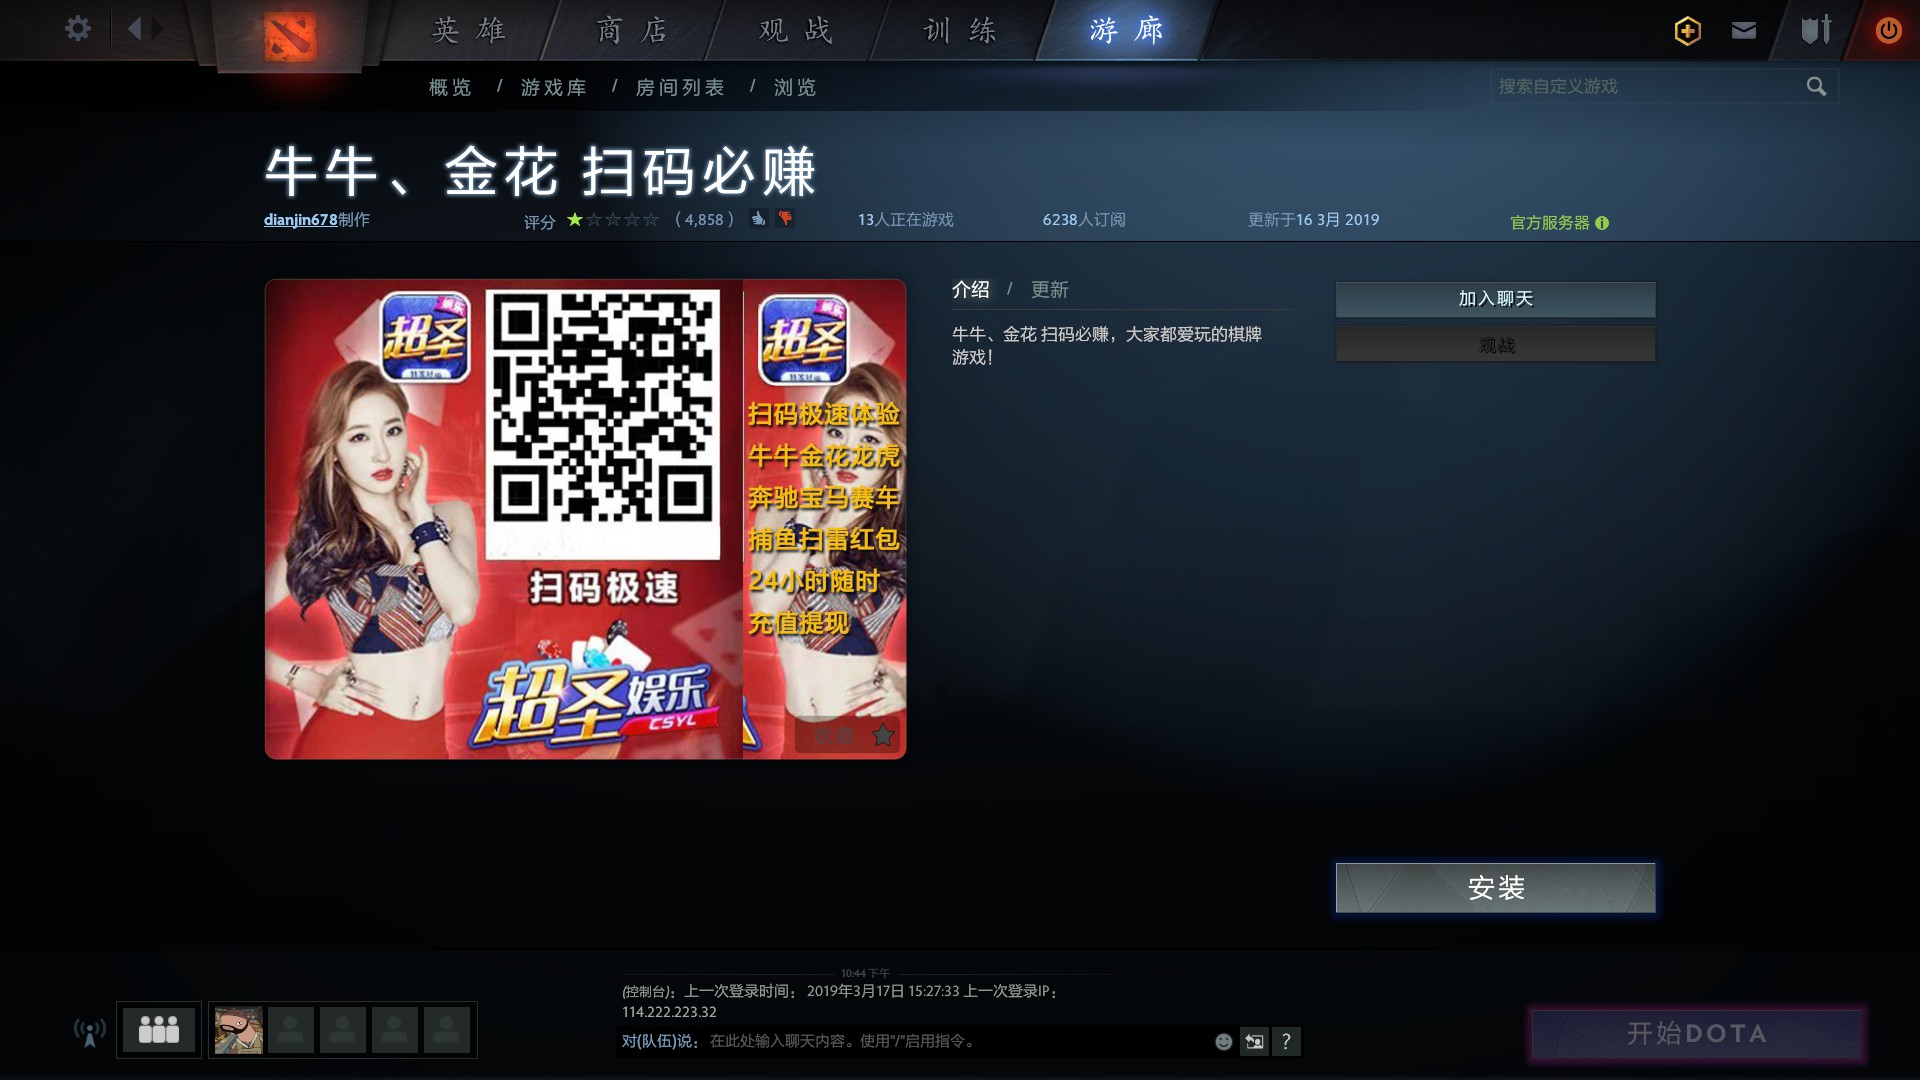 英雄
商店
观战
训练
游廊
概览 / 游戏库 / 房间列表 / 浏览
搜索自定义游戏
牛牛、金花 扫码必赚
dianjin678制作
评分
(4,858)
13人正在游戏
6238人订阅
更新于16 3月 2019
官方服务器
超圣
娱乐
超圣
娱乐
扫码极速体验
牛牛金花龙虎
奔驰宝马赛车
捕鱼扫雷红包
24小时随时
充值提现
扫码极速
超圣娱乐
CSYL
收藏
介绍 / 更新
牛牛、金花 扫码必赚，大家都爱玩的棋牌
游戏！
加入聊天
观战
安装
10:44 下午
(控制台)： 上一次登录时间： 2019年3月17日 15:27:33 上一次登录IP：
114.222.223.32
对(队伍)说： 在此处输入聊天内容。使用"/"启用指令。
?
开始DOTA